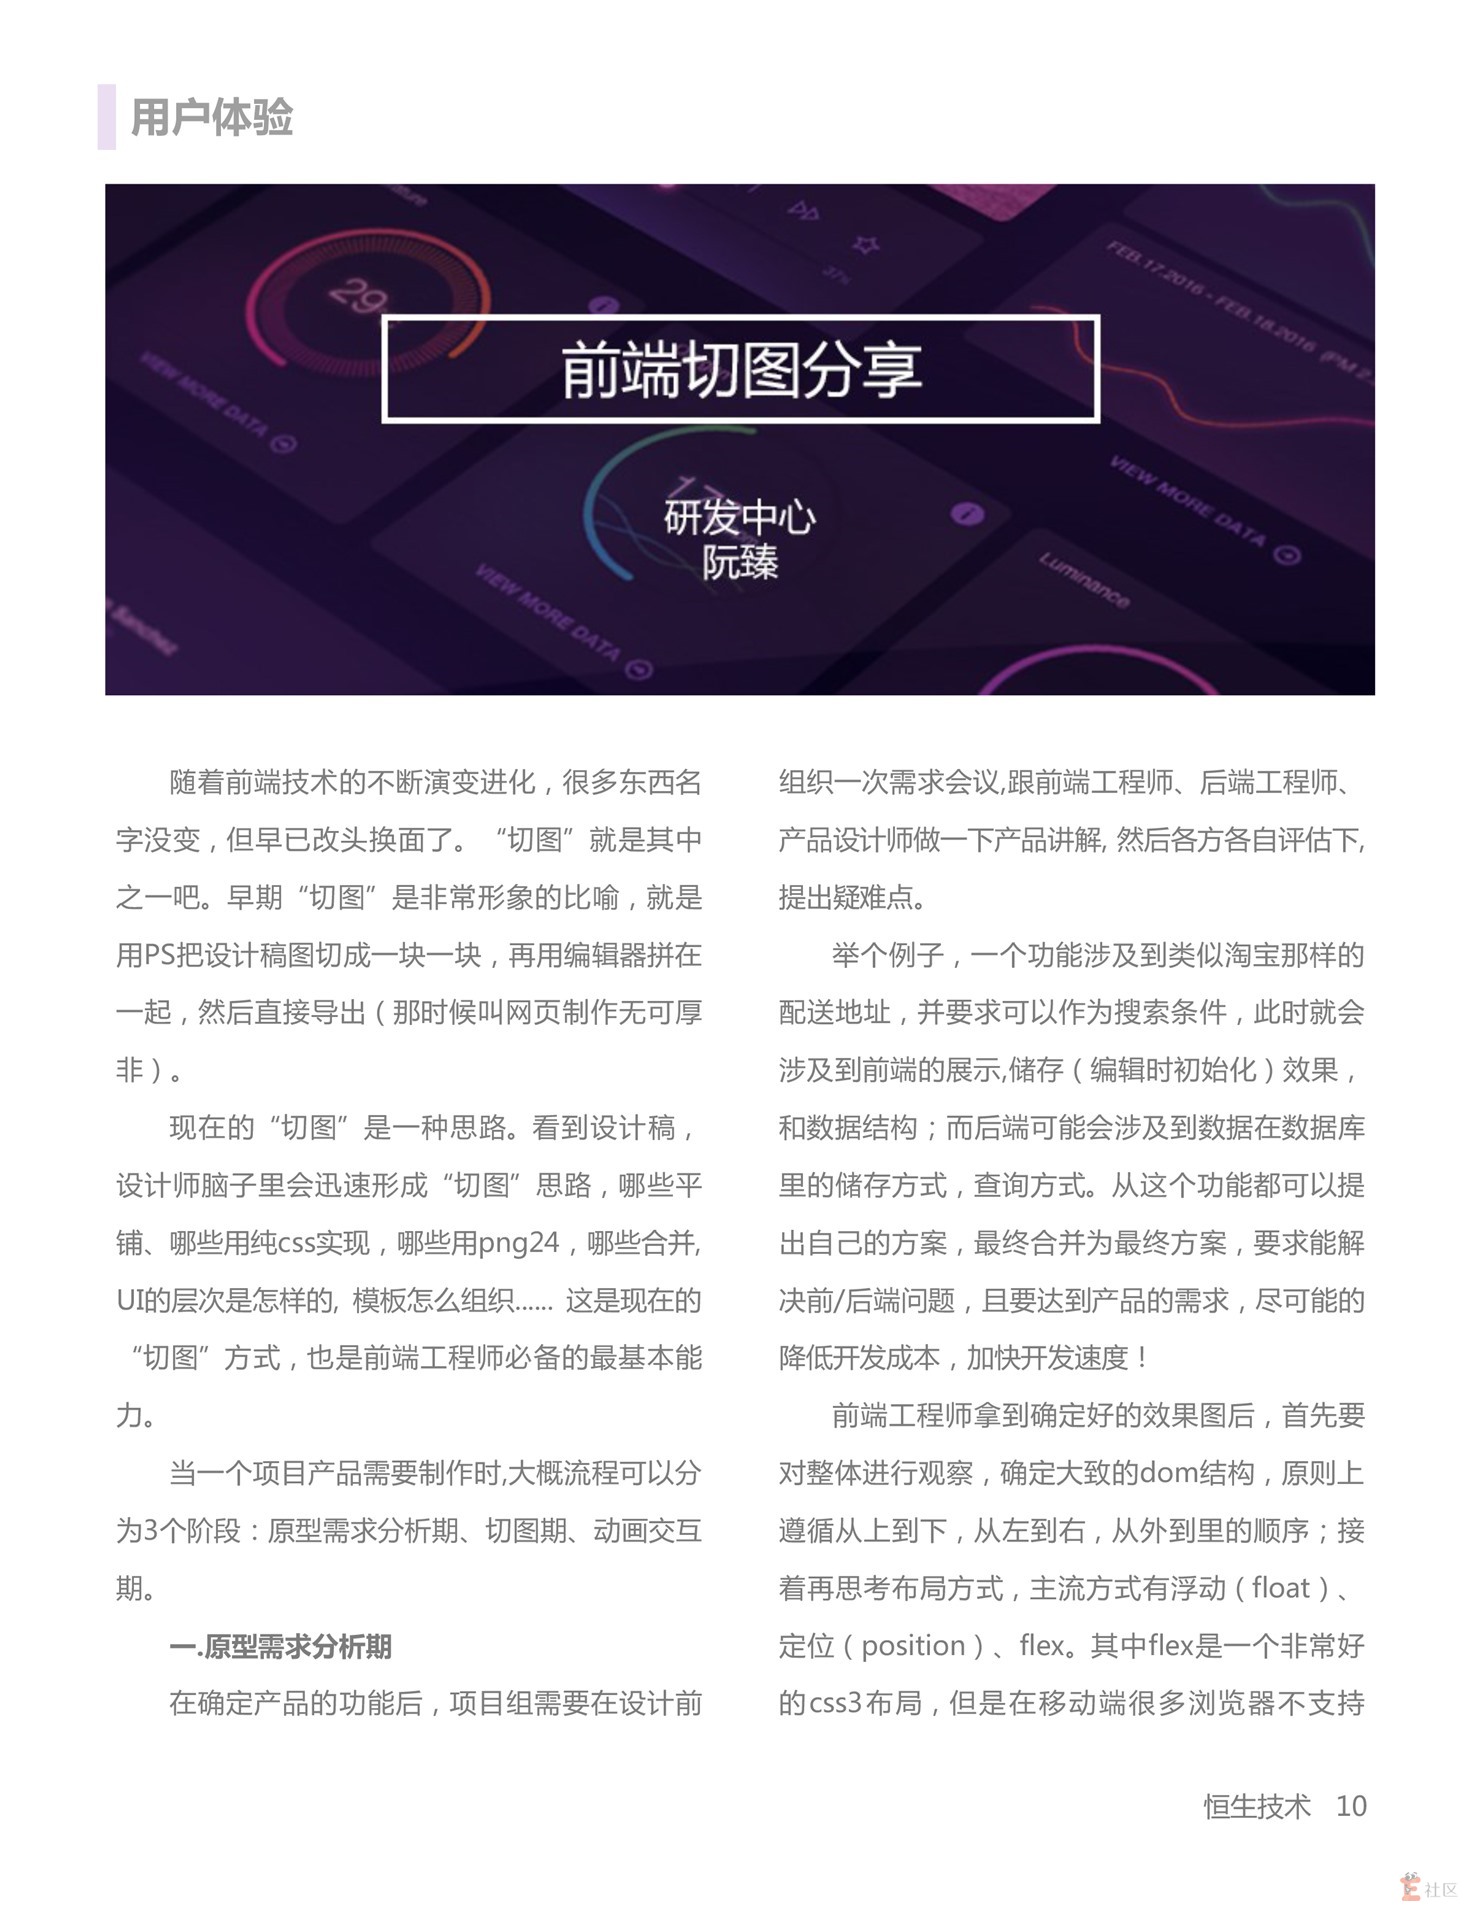 用户体验
ature
29%
VIEW MORE DATA
37%
FEB.17.2016 - FEB.18.2016 (PM 2
前端切图分享
研发中心
阮臻
VIEW MORE DATA
VIEW MORE DATA
Luminance
Sanchez
随着前端技术的不断演变进化，很多东西名
字没变，但早已改头换面了。“切图”就是其中
之一吧。早期“切图”是非常形象的比喻，就是
用PS把设计稿图切成一块一块，再用编辑器拼在
一起，然后直接导出（那时候叫网页制作无可厚
非）。
现在的“切图”是一种思路。看到设计稿，
设计师脑子里会迅速形成“切图”思路，哪些平
铺、哪些用纯css实现，哪些用png24，哪些合并,
UI的层次是怎样的, 模板怎么组织...... 这是现在的
“切图”方式，也是前端工程师必备的最基本能
力。
当一个项目产品需要制作时,大概流程可以分
为3个阶段：原型需求分析期、切图期、动画交互
期。
一.原型需求分析期
在确定产品的功能后，项目组需要在设计前
组织一次需求会议,跟前端工程师、后端工程师、
产品设计师做一下产品讲解, 然后各方各自评估下,
提出疑难点。
举个例子，一个功能涉及到类似淘宝那样的
配送地址，并要求可以作为搜索条件，此时就会
涉及到前端的展示,储存（编辑时初始化）效果，
和数据结构；而后端可能会涉及到数据在数据库
里的储存方式，查询方式。从这个功能都可以提
出自己的方案，最终合并为最终方案，要求能解
决前/后端问题，且要达到产品的需求，尽可能的
降低开发成本，加快开发速度！
前端工程师拿到确定好的效果图后，首先要
对整体进行观察，确定大致的dom结构，原则上
遵循从上到下，从左到右，从外到里的顺序；接
着再思考布局方式，主流方式有浮动（float）、
定位（position）、flex。其中flex是一个非常好
的css3布局，但是在移动端很多浏览器不支持
恒生技术 10
社区